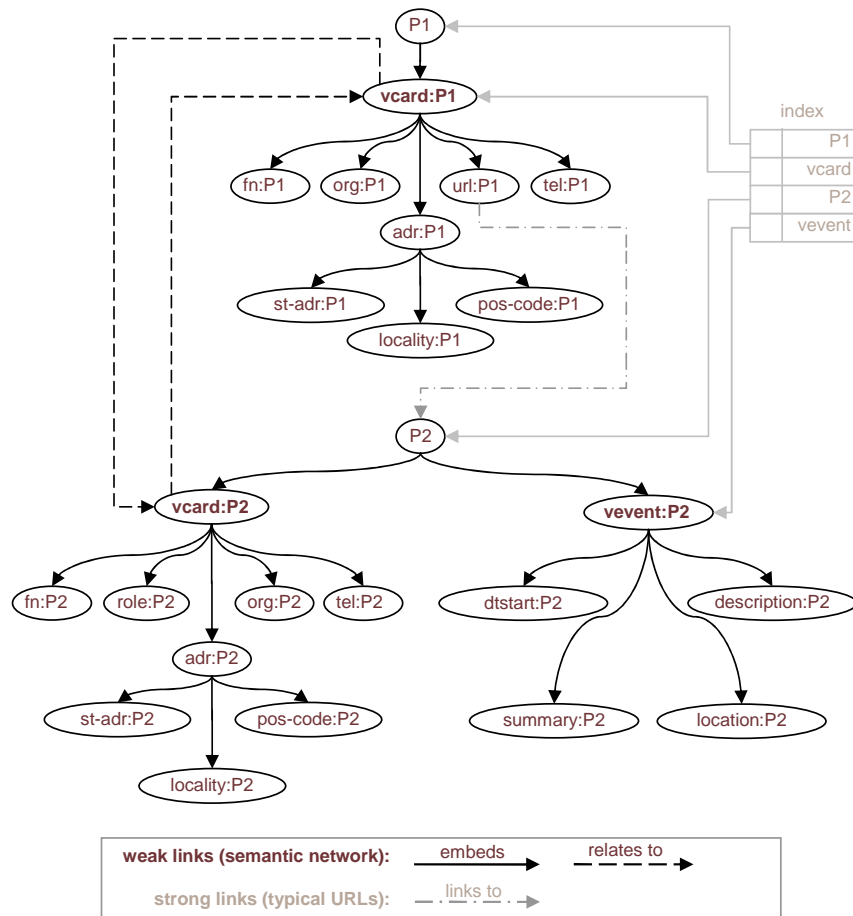 P1
vcard:P1
index
P1
vcard
P2
vevent
fn:P1
org:P1
url:P1
tel:P1
adr:P1
st-adr:P1
pos-code:P1
locality:P1
P2
vcard:P2
vevent:P2
fn:P2
role:P2
org:P2
tel:P2
dtstart:P2
description:P2
adr:P2
st-adr:P2
pos-code:P2
summary:P2
location:P2
locality:P2
weak links (semantic network):
embeds
relates to
strong links (typical URLs):
links to